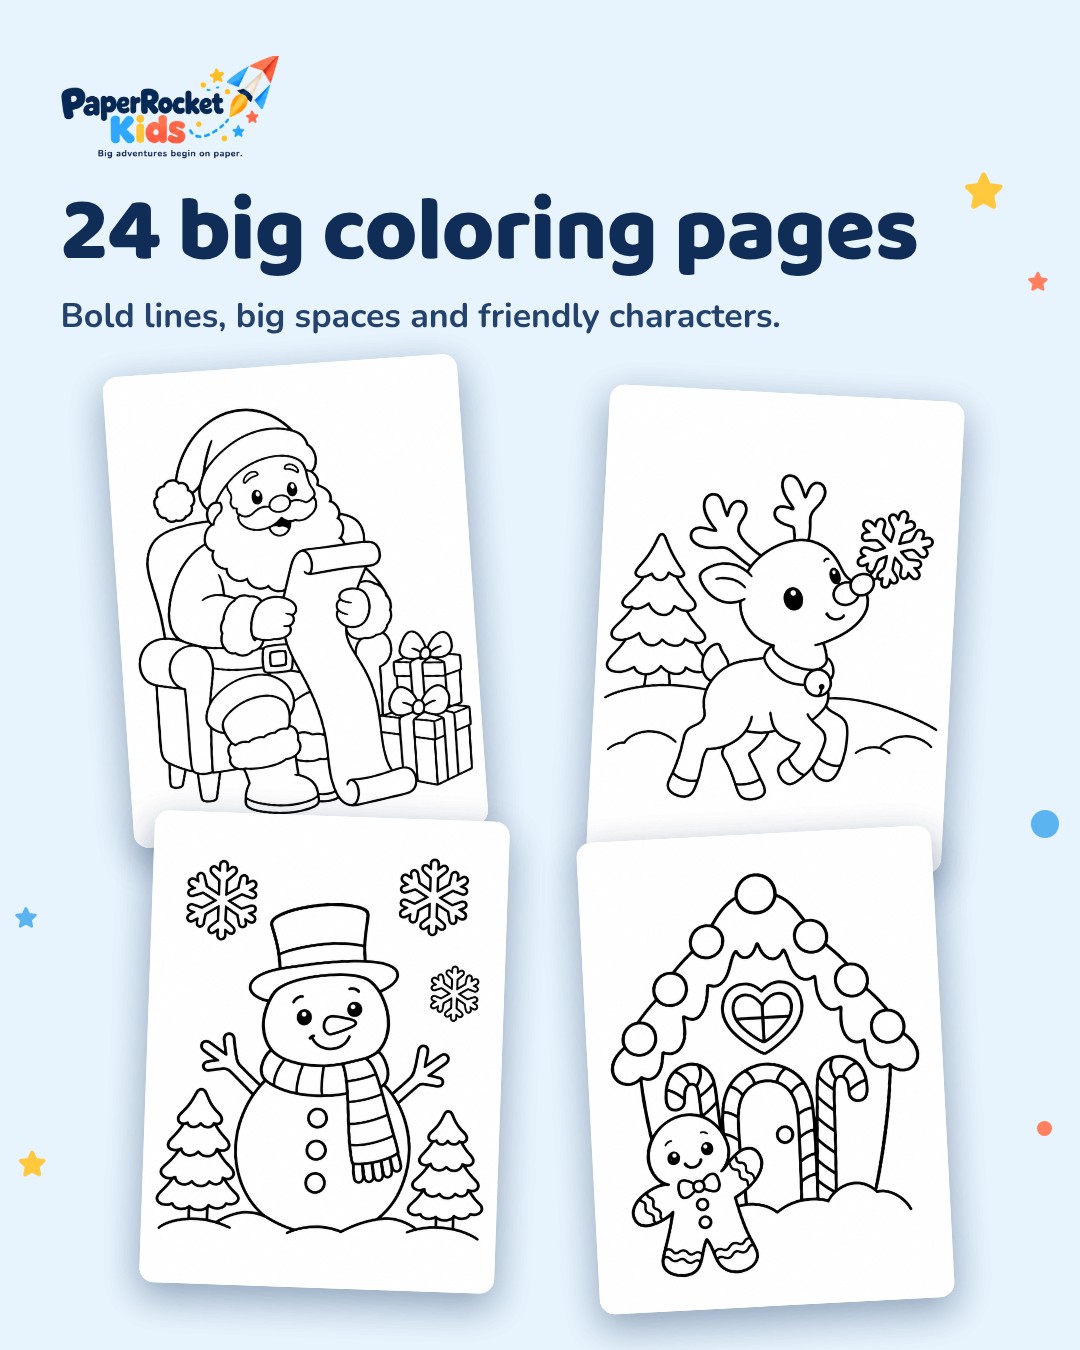 PaperRocket
Kids
Big adventures begin on paper.
24 big coloring pages
Bold lines, big spaces and friendly characters.